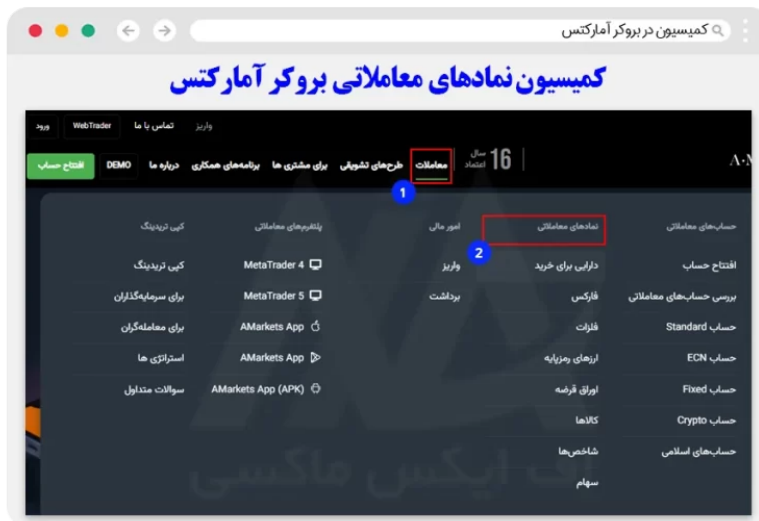 کمیسیون در بروکر آمارکتس
کمیسیون نمادهای معاملاتی بروکر آمارکتس
واریز تماس با ما WebTrader ورود
16 سال اعتماد معاملات طرح‌های تشویقی برای مشتری ها برنامه‌های همکاری درباره ما DEMO افتتاح حساب
1
حساب‌های معاملاتی نمادهای معاملاتی امور مالی پلتفرم‌های معاملاتی کپی تریدینگ
2
افتتاح حساب دارایی برای خرید واریز MetaTrader 4 کپی تریدینگ
بررسی حساب‌های معاملاتی فارکس برداشت MetaTrader 5 برای سرمایه‌گذاران
حساب Standard فلزات AMarkets App برای معامله‌گران
حساب ECN ارزهای رمزپایه AMarkets App استراتژی ها
حساب Fixed اوراق قرضه AMarkets App (APK) سوالات متداول
حساب Crypto کالاها
حساب‌های اسلامی شاخص‌ها
سهام
اف ایکس ماکسی